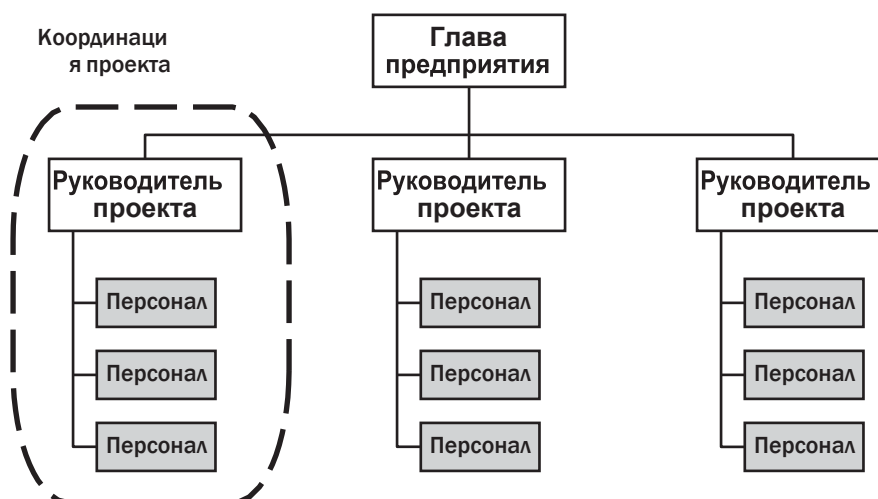 Координаци
я проекта
Глава
предприятия
Руководитель
проекта
Руководитель
проекта
Руководитель
проекта
Персонал
Персонал
Персонал
Персонал
Персонал
Персонал
Персонал
Персонал
Персонал